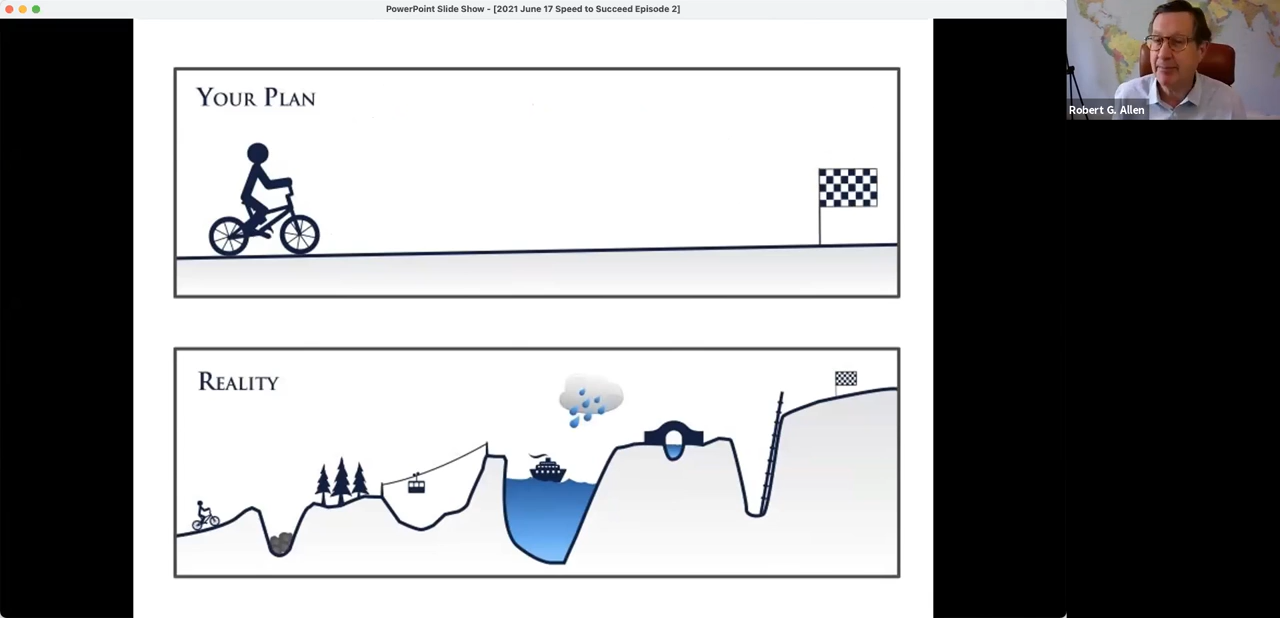 PowerPoint Slide Show - [2021 June 17 Speed to Succeed Episode 2]
YOUR PLAN
Robert G. Allen
REALITY